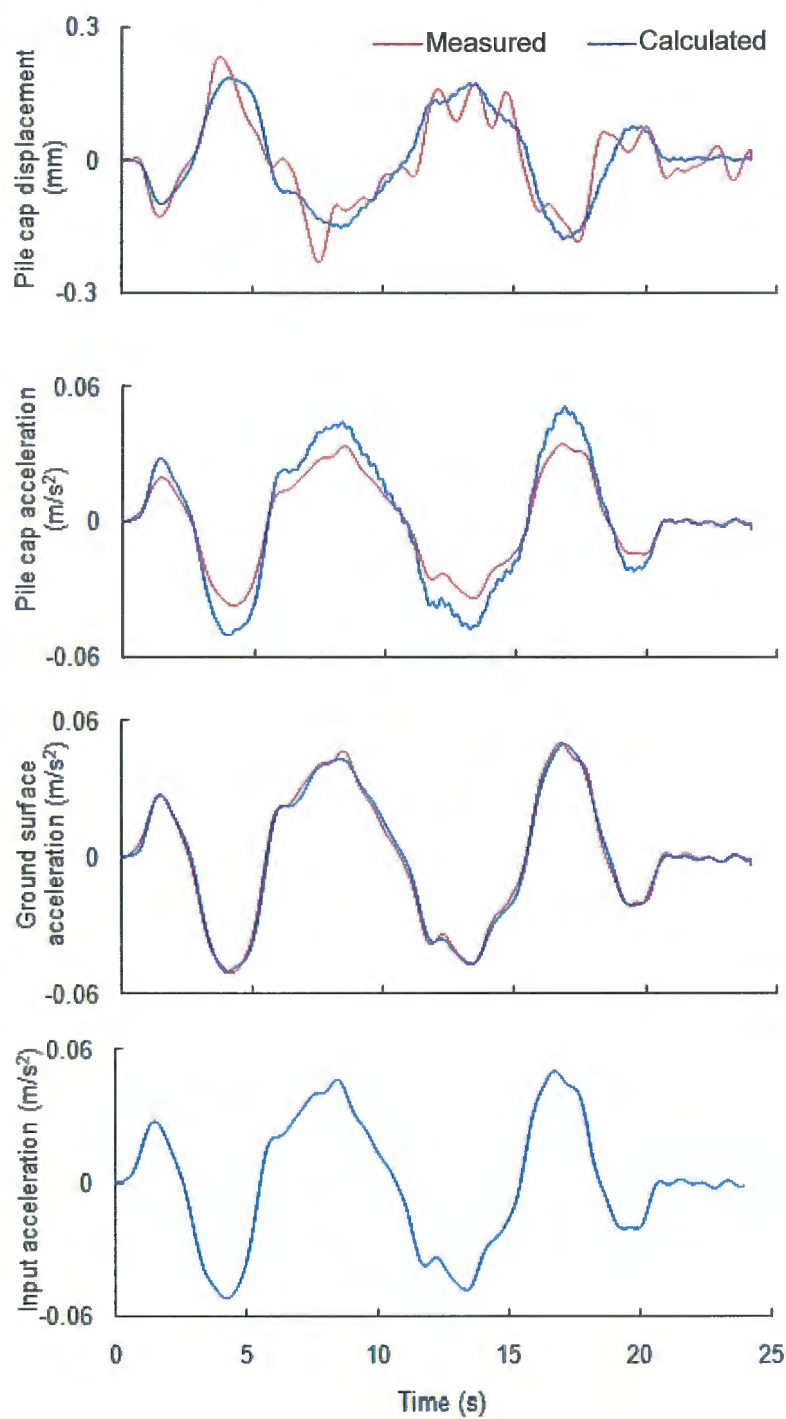 Measured
Calculated
Pile cap displacement
(mm)
0.3
0
-0.3
Pile cap acceleration
(m/s²)
0.06
0
-0.06
Ground surface
acceleration (m/s²)
0.06
0
-0.06
Input acceleration (m/s²)
0.06
0
-0.06
0 5 10 15 20 25
Time (s)